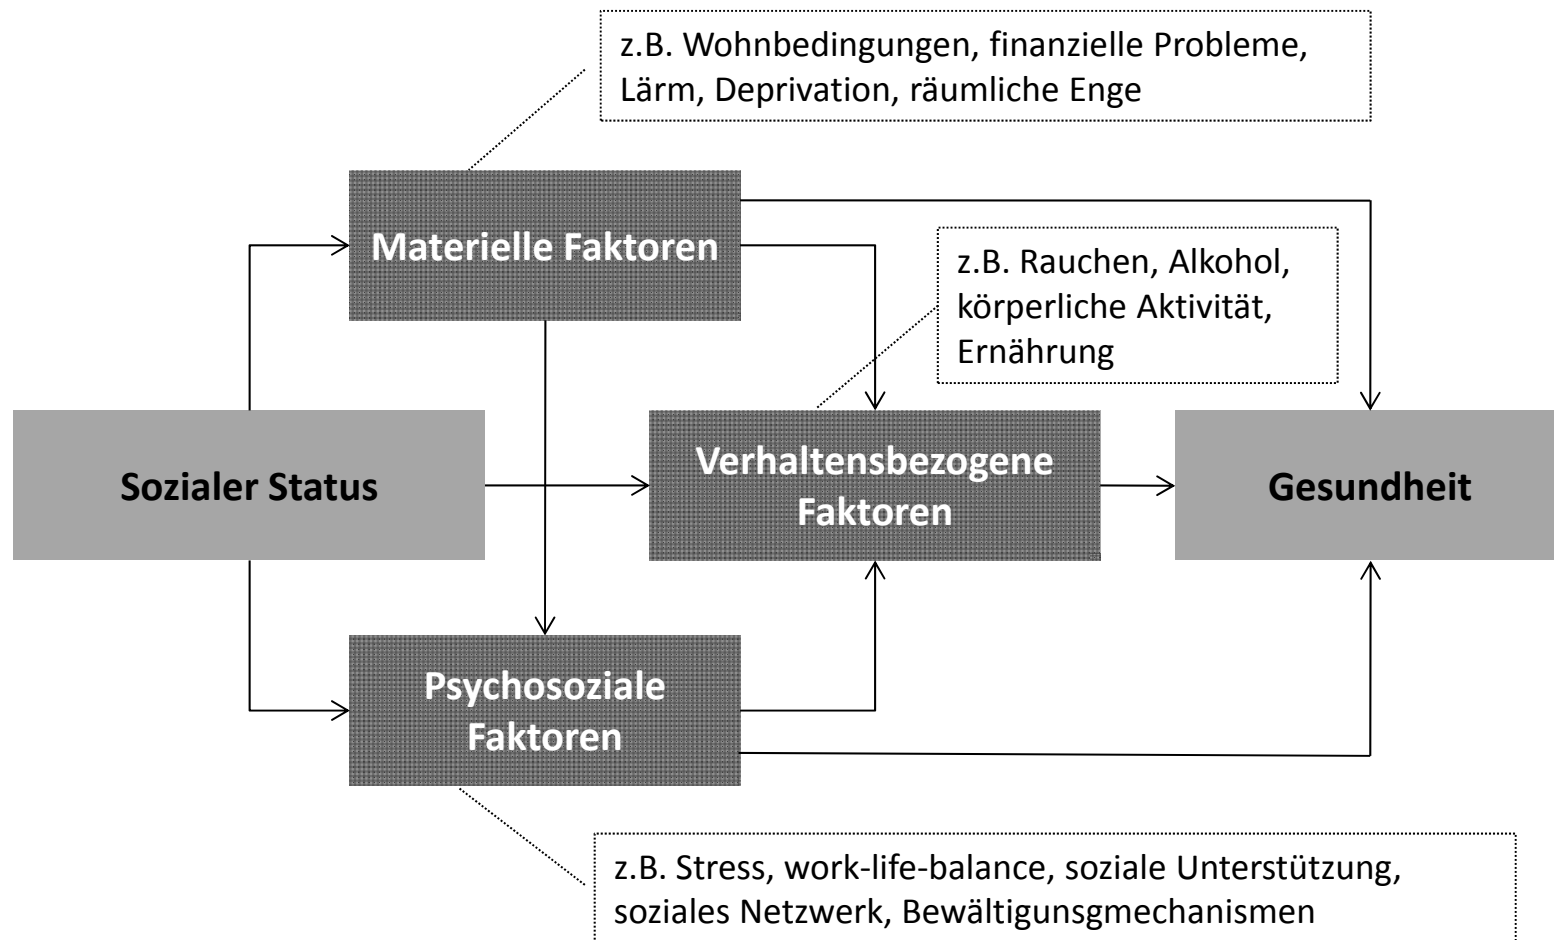 z.B. Wohnbedingungen, finanzielle Probleme,
Lärm, Deprivation, räumliche Enge
Materielle Faktoren
z.B. Rauchen, Alkohol,
körperliche Aktivität,
Ernährung
Sozialer Status
Verhaltensbezogene
Faktoren
Gesundheit
Psychosoziale
Faktoren
z.B. Stress, work-life-balance, soziale Unterstützung,
soziales Netzwerk, Bewältigunsgmechanismen